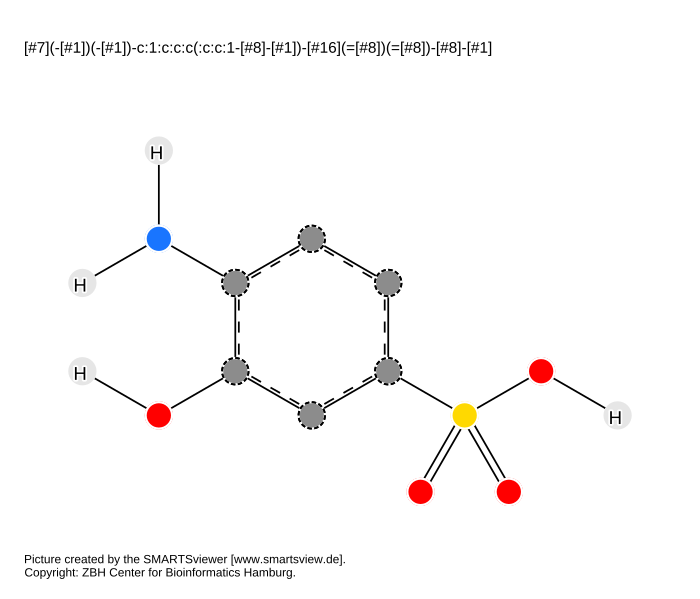 [#7](-[#1])(-[#1])-c:1:c:c:c(:c:c:1-[#8]-[#1])-[#16](=[#8])(=[#8])-[#8]-[#1]
H
H
H
H
Picture created by the SMARTSviewer [www.smartsview.de].
Copyright: ZBH Center for Bioinformatics Hamburg.